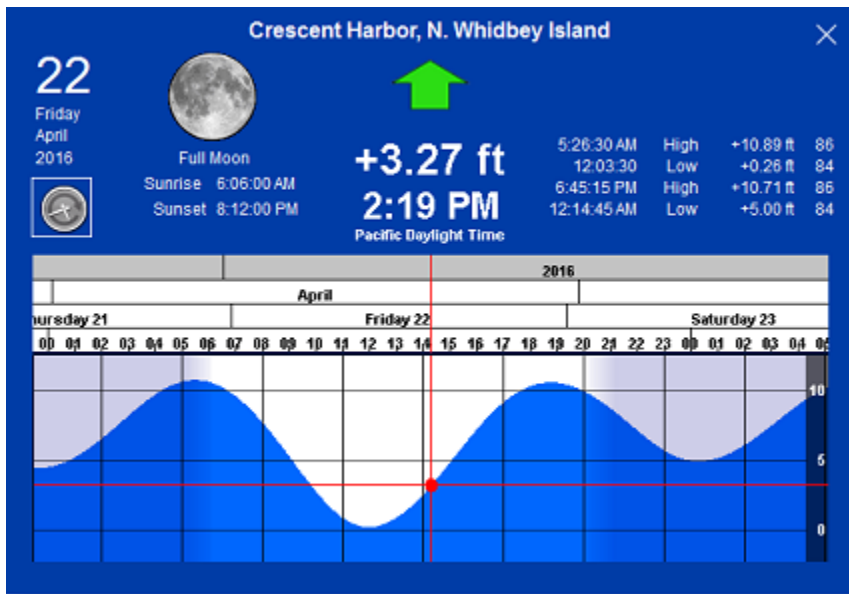 Crescent Harbor, N. Whidbey Island
22
Friday
April
2016
Full Moon
Sunrise 6:06:00 AM
Sunset 8:12:00 PM
+3.27 ft
2:19 PM
Pacific Daylight Time
5:26:30 AM High +10.89 ft 86
12:03:30 Low +0.26 ft 84
6:45:15 PM High +10.71 ft 86
12:14:45 AM Low +5.00 ft 84
2016
April
ursday 21 Friday 22 Saturday 23
00 01 02 03 04 05 06 07 08 09 10 11 12 13 14 15 16 17 18 19 20 21 22 23 00 01 02 03 04 05
10
5
0